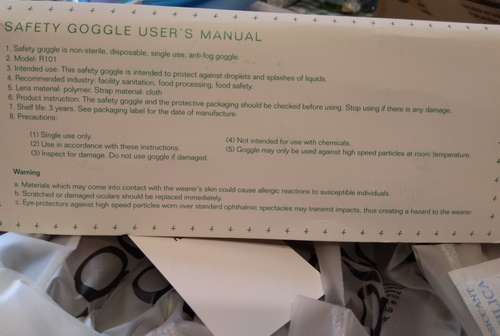 SAFETY GOGGLE USER'S MANUAL
1. Safety goggle is non-sterile, disposable, single use, anti-fog goggle.
2. Model: R101
3. Intended use: This safety goggle is intended to protect against droplets and splashes of liquids.
4. Recommended industry: facility sanitation, food processing, food safety.
5. Lens material: polymer. Strap material: cloth
6. Product instruction: The safety goggle and the protective packaging should be checked before using. Stop using if there is any damage.
7. Shelf life: 3 years. See packaging label for the date of manufacture.
8. Precautions:
(1) Single use only.
(2) Use in accordance with these instructions.
(3) Inspect for damage. Do not use goggle if damaged.
(4) Not intended for use with chemicals.
(5) Goggle may only be used against high speed particles at room temperature.
Warning
a. Materials which may come into contact with the wearer's skin could cause allergic reactions to susceptible individuals.
b. Scratched or damaged oculars should be replaced immediately.
c. Eye-protectors against high speed particles worn over standard ophthalmic spectacles may transmit impacts, thus creating a hazard to the wearer.